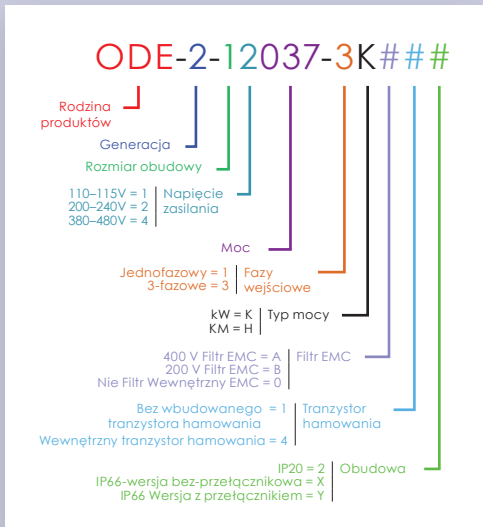 ODE-2-12037-3K###
Rodzina
produktów
Generacja
Rozmiar obudowy
110–115V = 1
200–240V = 2
380–480V = 4
Napięcie
zasilania
Moc
Jednofazowy = 1
3-fazowe = 3
Fazy
wejściowe
kW = K
KM = H
Typ mocy
400 V Filtr EMC = A
200 V Filtr EMC = B
Nie Filtr Wewnętrzny EMC = 0
Filtr EMC
Bez wbudowanego = 1
tranzystora hamowania
Wewnętrzny tranzystor hamowania = 4
Tranzystor
hamowania
IP20 = 2
IP66-wersja bez-przełącznikowa = X
IP66 Wersja z przełącznikiem = Y
Obudowa